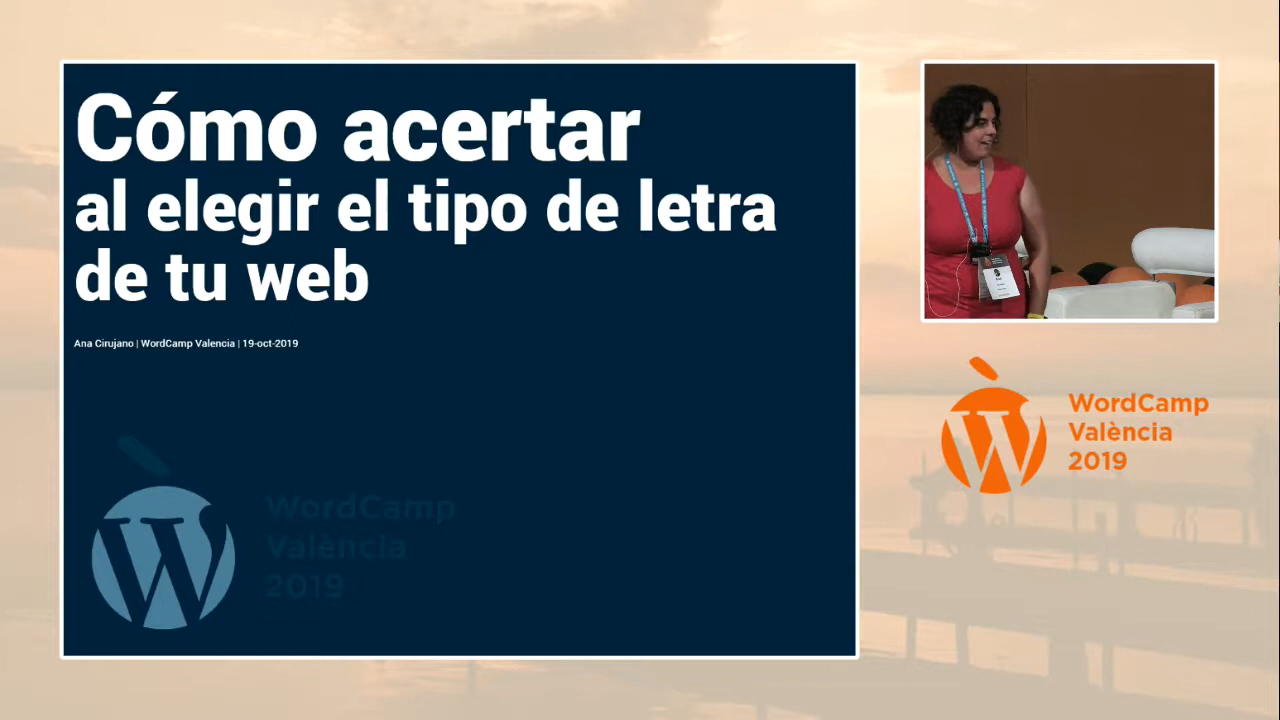 Cómo acertar
al elegir el tipo de letra
de tu web
Ana Cirujano | WordCamp Valencia | 19-oct-2019
WordCamp
València
2019
WordCamp
València
2019